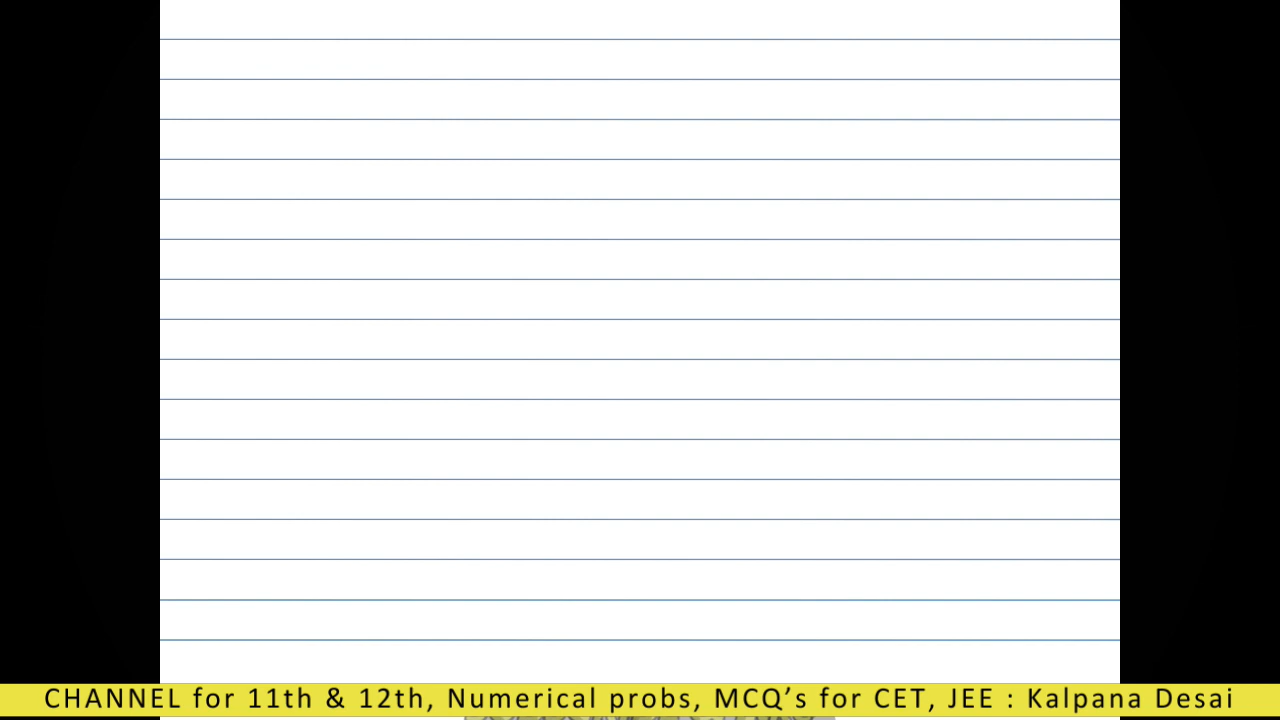 CHANNEL for 11th & 12th, Numerical probs, MCQ’s for CET, JEE : Kalpana Desai